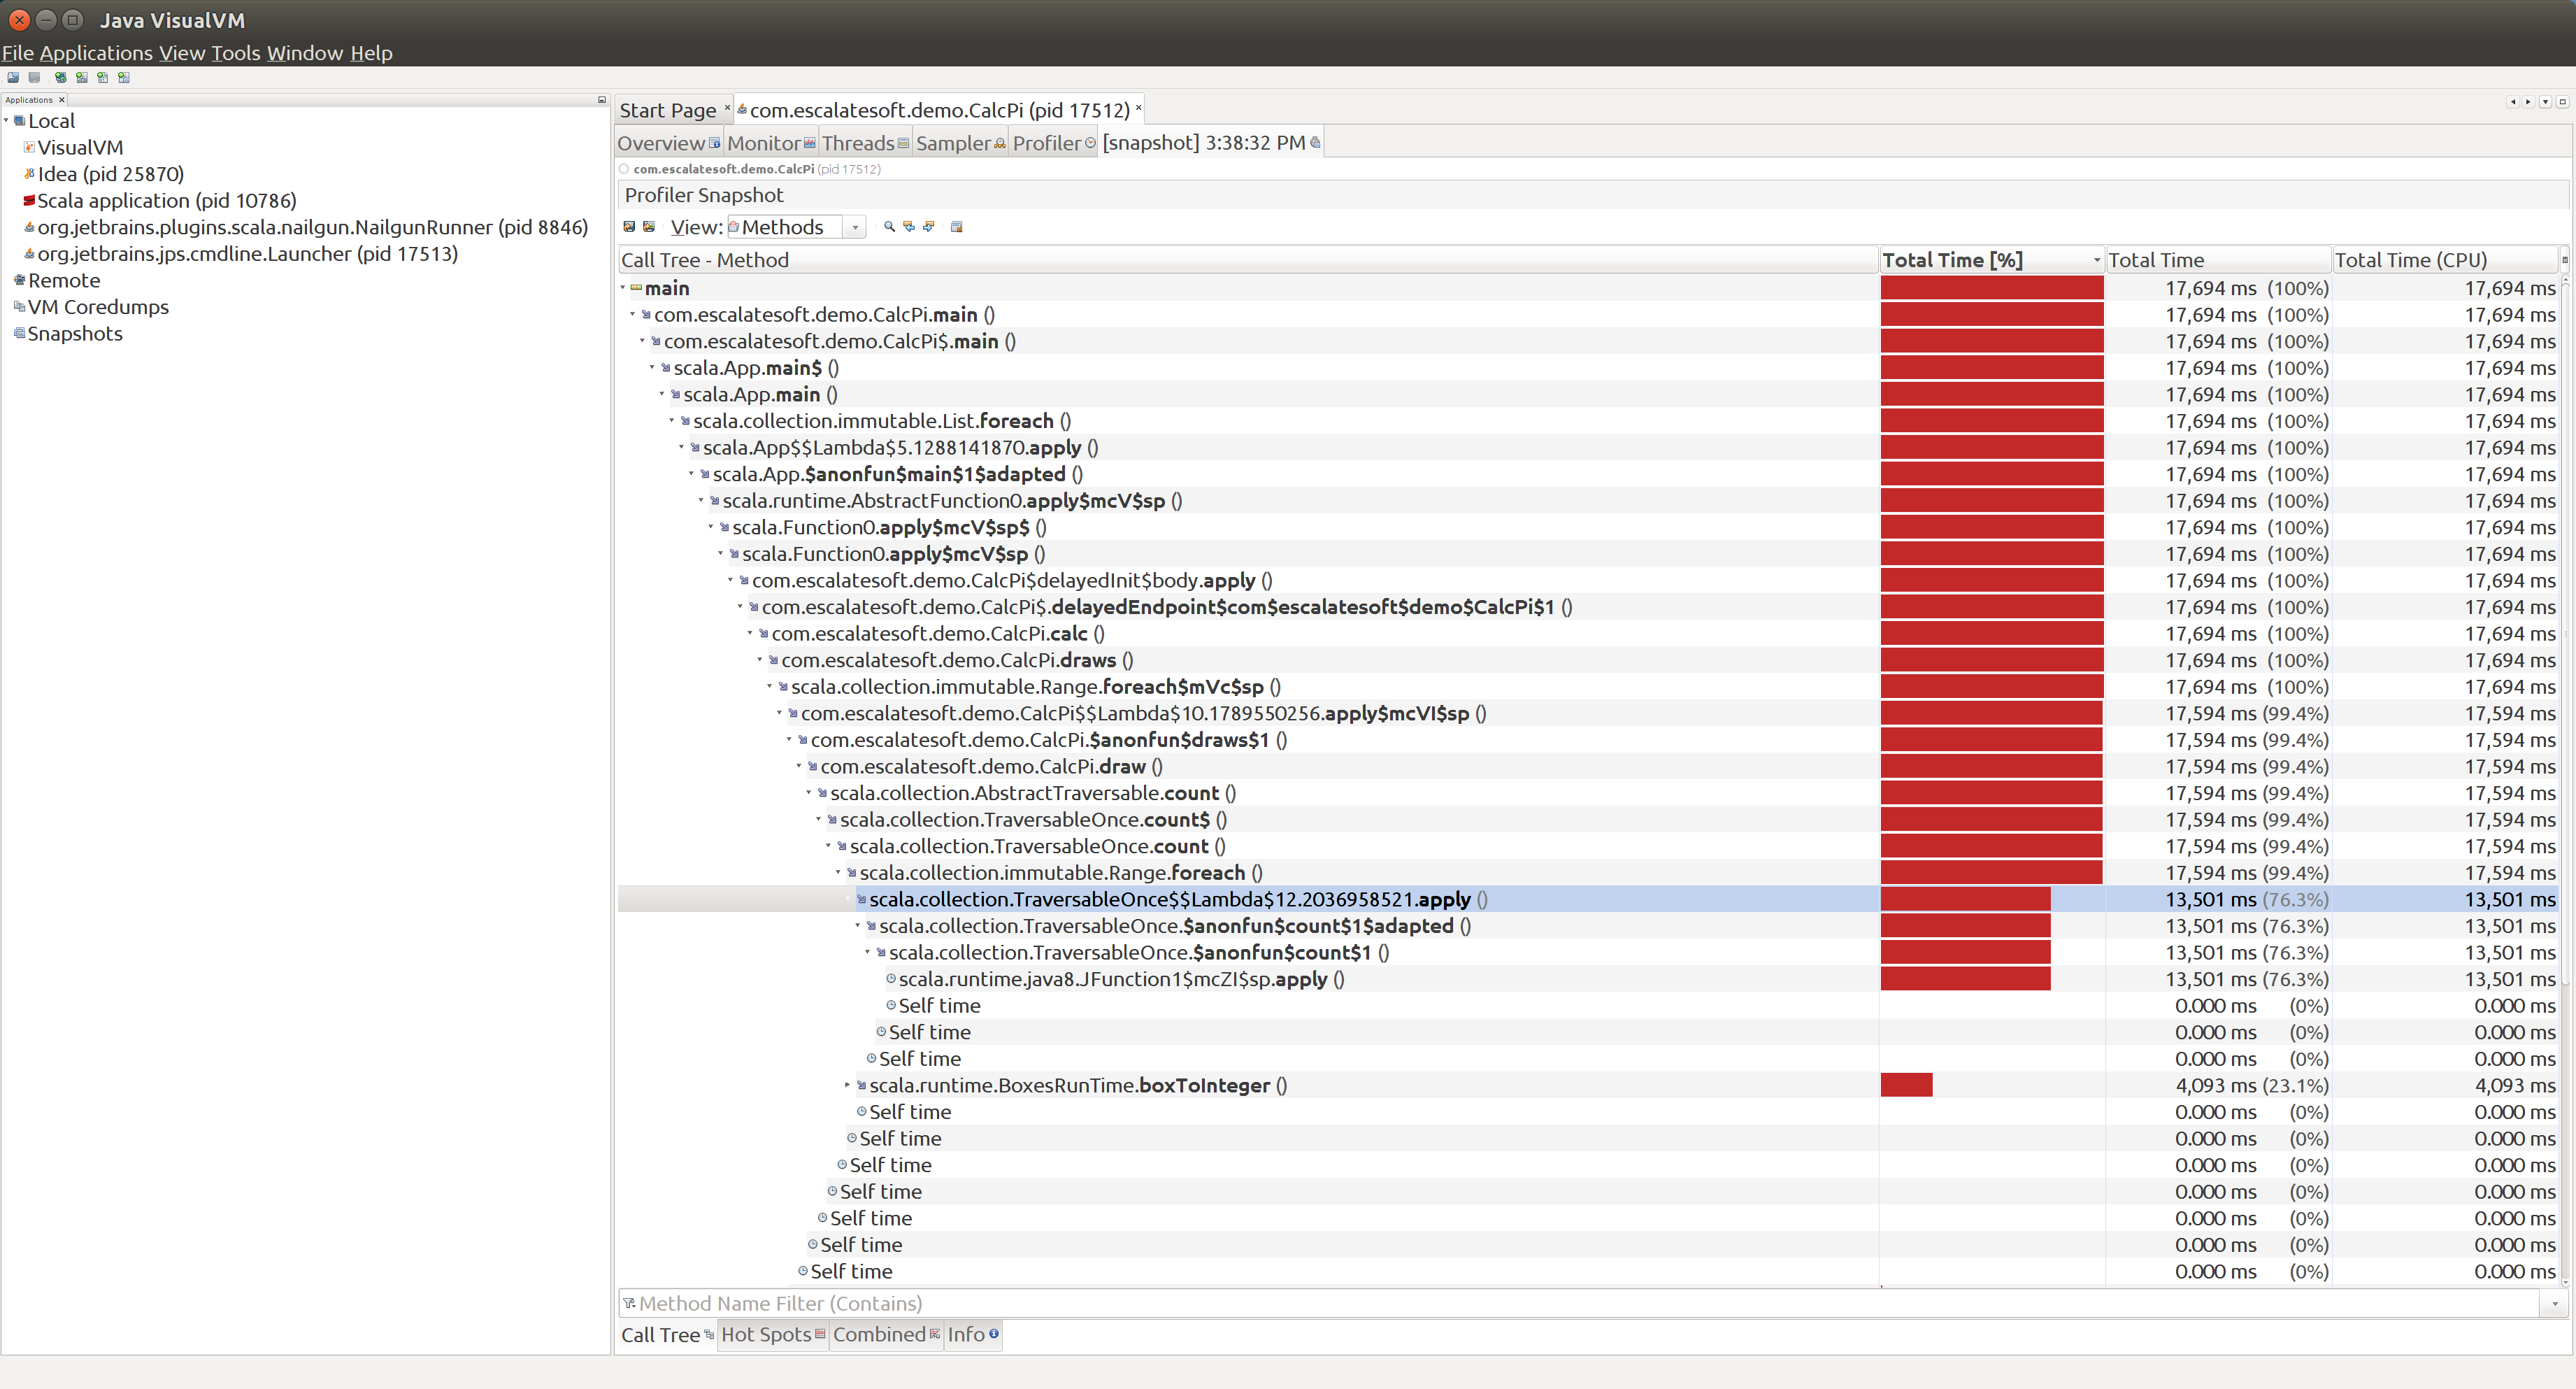 Java VisualVM
File Applications View Tools Window Help
Applications
Local
VisualVM
Idea (pid 25870)
Scala application (pid 10786)
org.jetbrains.plugins.scala.nailgun.NailgunRunner (pid 8846)
org.jetbrains.jps.cmdline.Launcher (pid 17513)
Remote
VM Coredumps
Snapshots
Start Page com.escalatesoft.demo.CalcPi (pid 17512)
Overview Monitor Threads Sampler Profiler [snapshot] 3:38:32 PM
com.escalatesoft.demo.CalcPi (pid 17512)
Profiler Snapshot
View: Methods
Call Tree - Method Total Time [%] Total Time Total Time (CPU)
main 17,694 ms (100%) 17,694 ms
com.escalatesoft.demo.CalcPi.main () 17,694 ms (100%) 17,694 ms
com.escalatesoft.demo.CalcPi$.main () 17,694 ms (100%) 17,694 ms
scala.App.main$ () 17,694 ms (100%) 17,694 ms
scala.App.main () 17,694 ms (100%) 17,694 ms
scala.collection.immutable.List.foreach () 17,694 ms (100%) 17,694 ms
scala.App$$Lambda$5.1288141870.apply () 17,694 ms (100%) 17,694 ms
scala.App.$anonfun$main$1$adapted () 17,694 ms (100%) 17,694 ms
scala.runtime.AbstractFunction0.apply$mcV$sp () 17,694 ms (100%) 17,694 ms
scala.Function0.apply$mcV$sp$ () 17,694 ms (100%) 17,694 ms
scala.Function0.apply$mcV$sp () 17,694 ms (100%) 17,694 ms
com.escalatesoft.demo.CalcPi$delayedInit$body.apply () 17,694 ms (100%) 17,694 ms
com.escalatesoft.demo.CalcPi$.delayedEndpoint$com$escalatesoft$demo$CalcPi$1 () 17,694 ms (100%) 17,694 ms
com.escalatesoft.demo.CalcPi.calc () 17,694 ms (100%) 17,694 ms
com.escalatesoft.demo.CalcPi.draws () 17,694 ms (100%) 17,694 ms
scala.collection.immutable.Range.foreach$mVc$sp () 17,694 ms (100%) 17,694 ms
com.escalatesoft.demo.CalcPi$$Lambda$10.1789550256.apply$mcVI$sp () 17,594 ms (99.4%) 17,594 ms
com.escalatesoft.demo.CalcPi.$anonfun$draws$1 () 17,594 ms (99.4%) 17,594 ms
com.escalatesoft.demo.CalcPi.draw () 17,594 ms (99.4%) 17,594 ms
scala.collection.AbstractTraversable.count () 17,594 ms (99.4%) 17,594 ms
scala.collection.TraversableOnce.count$ () 17,594 ms (99.4%) 17,594 ms
scala.collection.TraversableOnce.count () 17,594 ms (99.4%) 17,594 ms
scala.collection.immutable.Range.foreach () 17,594 ms (99.4%) 17,594 ms
scala.collection.TraversableOnce$$Lambda$12.2036958521.apply () 13,501 ms (76.3%) 13,501 ms
scala.collection.TraversableOnce.$anonfun$count$1$adapted () 13,501 ms (76.3%) 13,501 ms
scala.collection.TraversableOnce.$anonfun$count$1 () 13,501 ms (76.3%) 13,501 ms
scala.runtime.java8.JFunction1$mcZI$sp.apply () 13,501 ms (76.3%) 13,501 ms
Self time 0.000 ms (0%) 0.000 ms
Self time 0.000 ms (0%) 0.000 ms
Self time 0.000 ms (0%) 0.000 ms
scala.runtime.BoxesRunTime.boxToInteger () 4,093 ms (23.1%) 4,093 ms
Self time 0.000 ms (0%) 0.000 ms
Self time 0.000 ms (0%) 0.000 ms
Self time 0.000 ms (0%) 0.000 ms
Self time 0.000 ms (0%) 0.000 ms
Self time 0.000 ms (0%) 0.000 ms
Self time 0.000 ms (0%) 0.000 ms
Self time 0.000 ms (0%) 0.000 ms
Method Name Filter (Contains)
Call Tree Hot Spots Combined Info